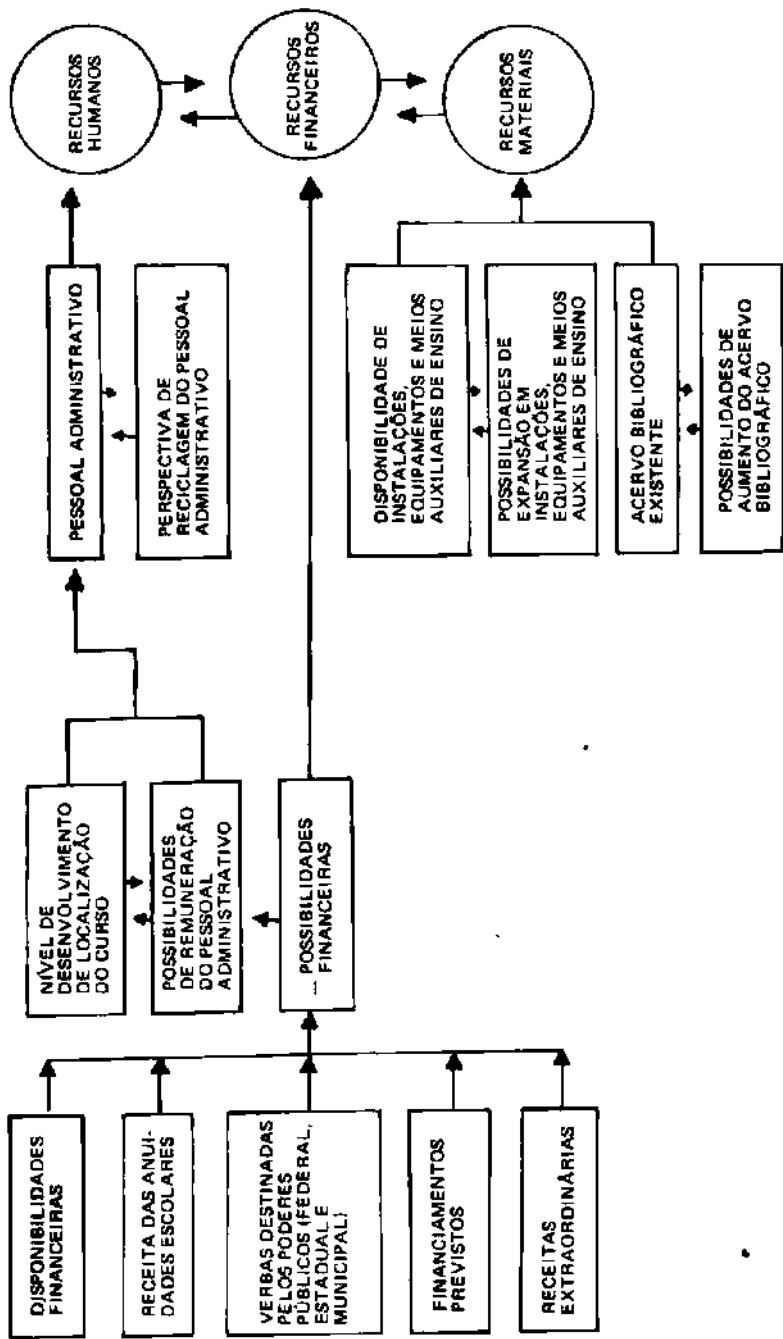 DISPONIBILIDADES
FINANCEIRAS
RECEITA DAS ANUI-
DADES ESCOLARES
VERBAS DESTINADAS
PELOS PODERES
PÚBLICOS (FEDERAL,
ESTADUAL E
MUNICIPAL)
FINANCIAMENTOS
PREVISTOS
RECEITAS
EXTRAORDINÁRIAS
NÍVEL DE
DESENVOLVIMENTO
DE LOCALIZAÇÃO
DO CURSO
POSSIBILIDADES
DE REMUNERAÇÃO
DO PESSOAL
ADMINISTRATIVO
POSSIBILIDADES
FINANCEIRAS
PESSOAL ADMINISTRATIVO
PERSPECTIVA DE
RECICLAGEM DO PESSOAL
ADMINISTRATIVO
DISPONIBILIDADE DE
INSTALAÇÕES,
EQUIPAMENTOS E MEIOS
AUXILIARES DE ENSINO
POSSIBILIDADES DE
EXPANSÃO EM
INSTALAÇÕES,
EQUIPAMENTOS E MEIOS
AUXILIARES DE ENSINO
ACERVO BIBLIOGRÁFICO
EXISTENTE
POSSIBILIDADES DE
AUMENTO DO ACERVO
BIBLIOGRÁFICO
RECURSOS
HUMANOS
RECURSOS
FINANCEIROS
RECURSOS
MATERIAIS